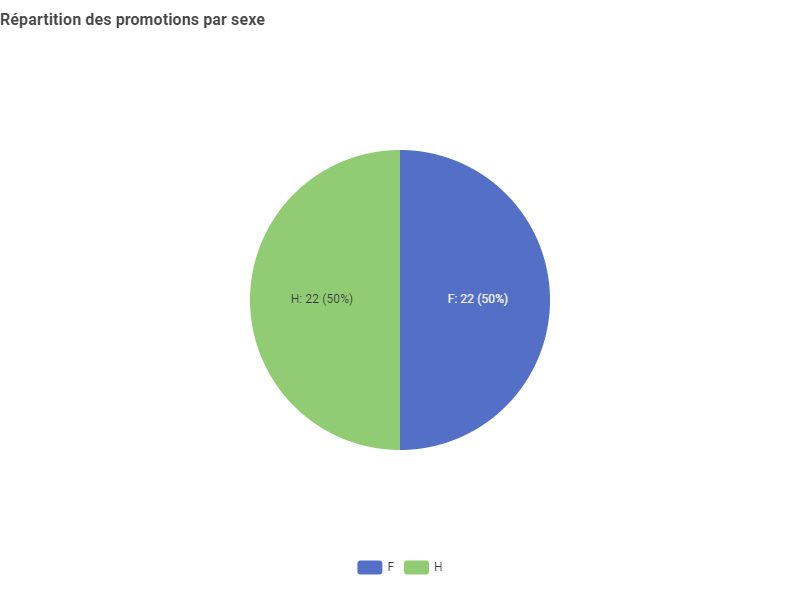 Répartition des promotions par sexe
H: 22 (50%)
F: 22 (50%)
F
H